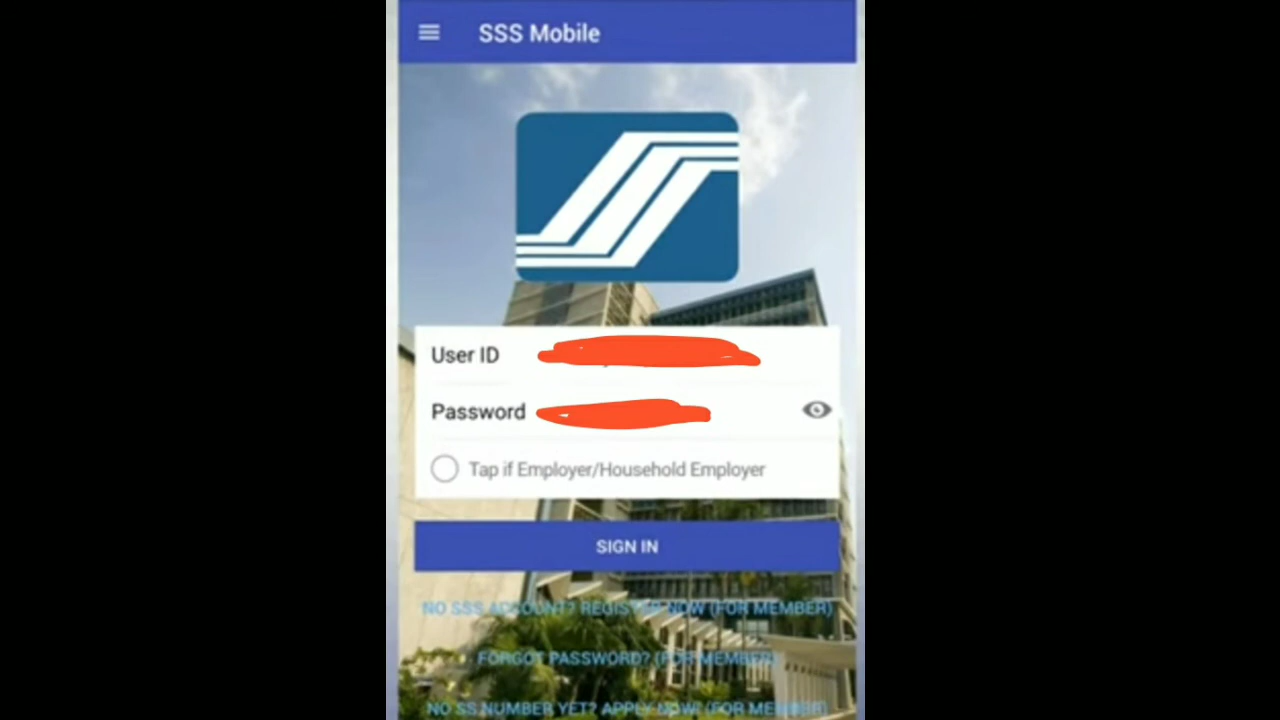 SSS Mobile
User ID
Password
Tap if Employer/Household Employer
SIGN IN
NO SSS ACCOUNT? REGISTER NOW (FOR MEMBER)
FORGOT PASSWORD? (FOR MEMBER)
NO SS NUMBER YET? APPLY NOW! (FOR MEMBER)